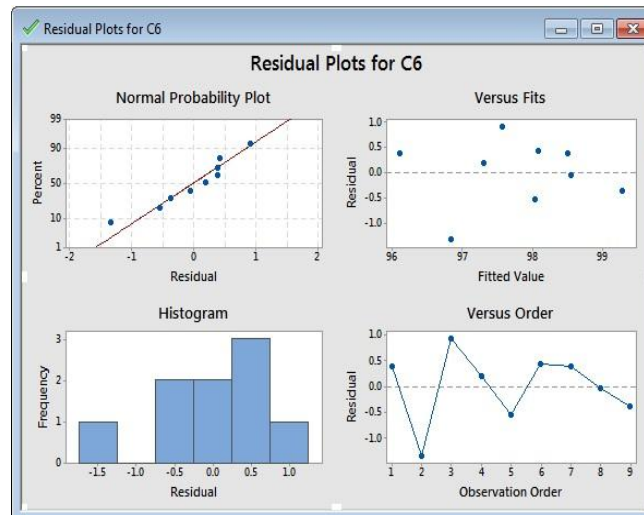 Residual Plots for C6
Residual Plots for C6
Normal Probability Plot
99
90
50
10
1
Percent
-2 -1 0 1 2
Residual
Versus Fits
1.0
0.5
0.0
-0.5
-1.0
Residual
96 97 98 99
Fitted Value
Histogram
3
2
1
0
Frequency
-1.5 -1.0 -0.5 0.0 0.5 1.0
Residual
Versus Order
1.0
0.5
0.0
-0.5
-1.0
Residual
1 2 3 4 5 6 7 8 9
Observation Order